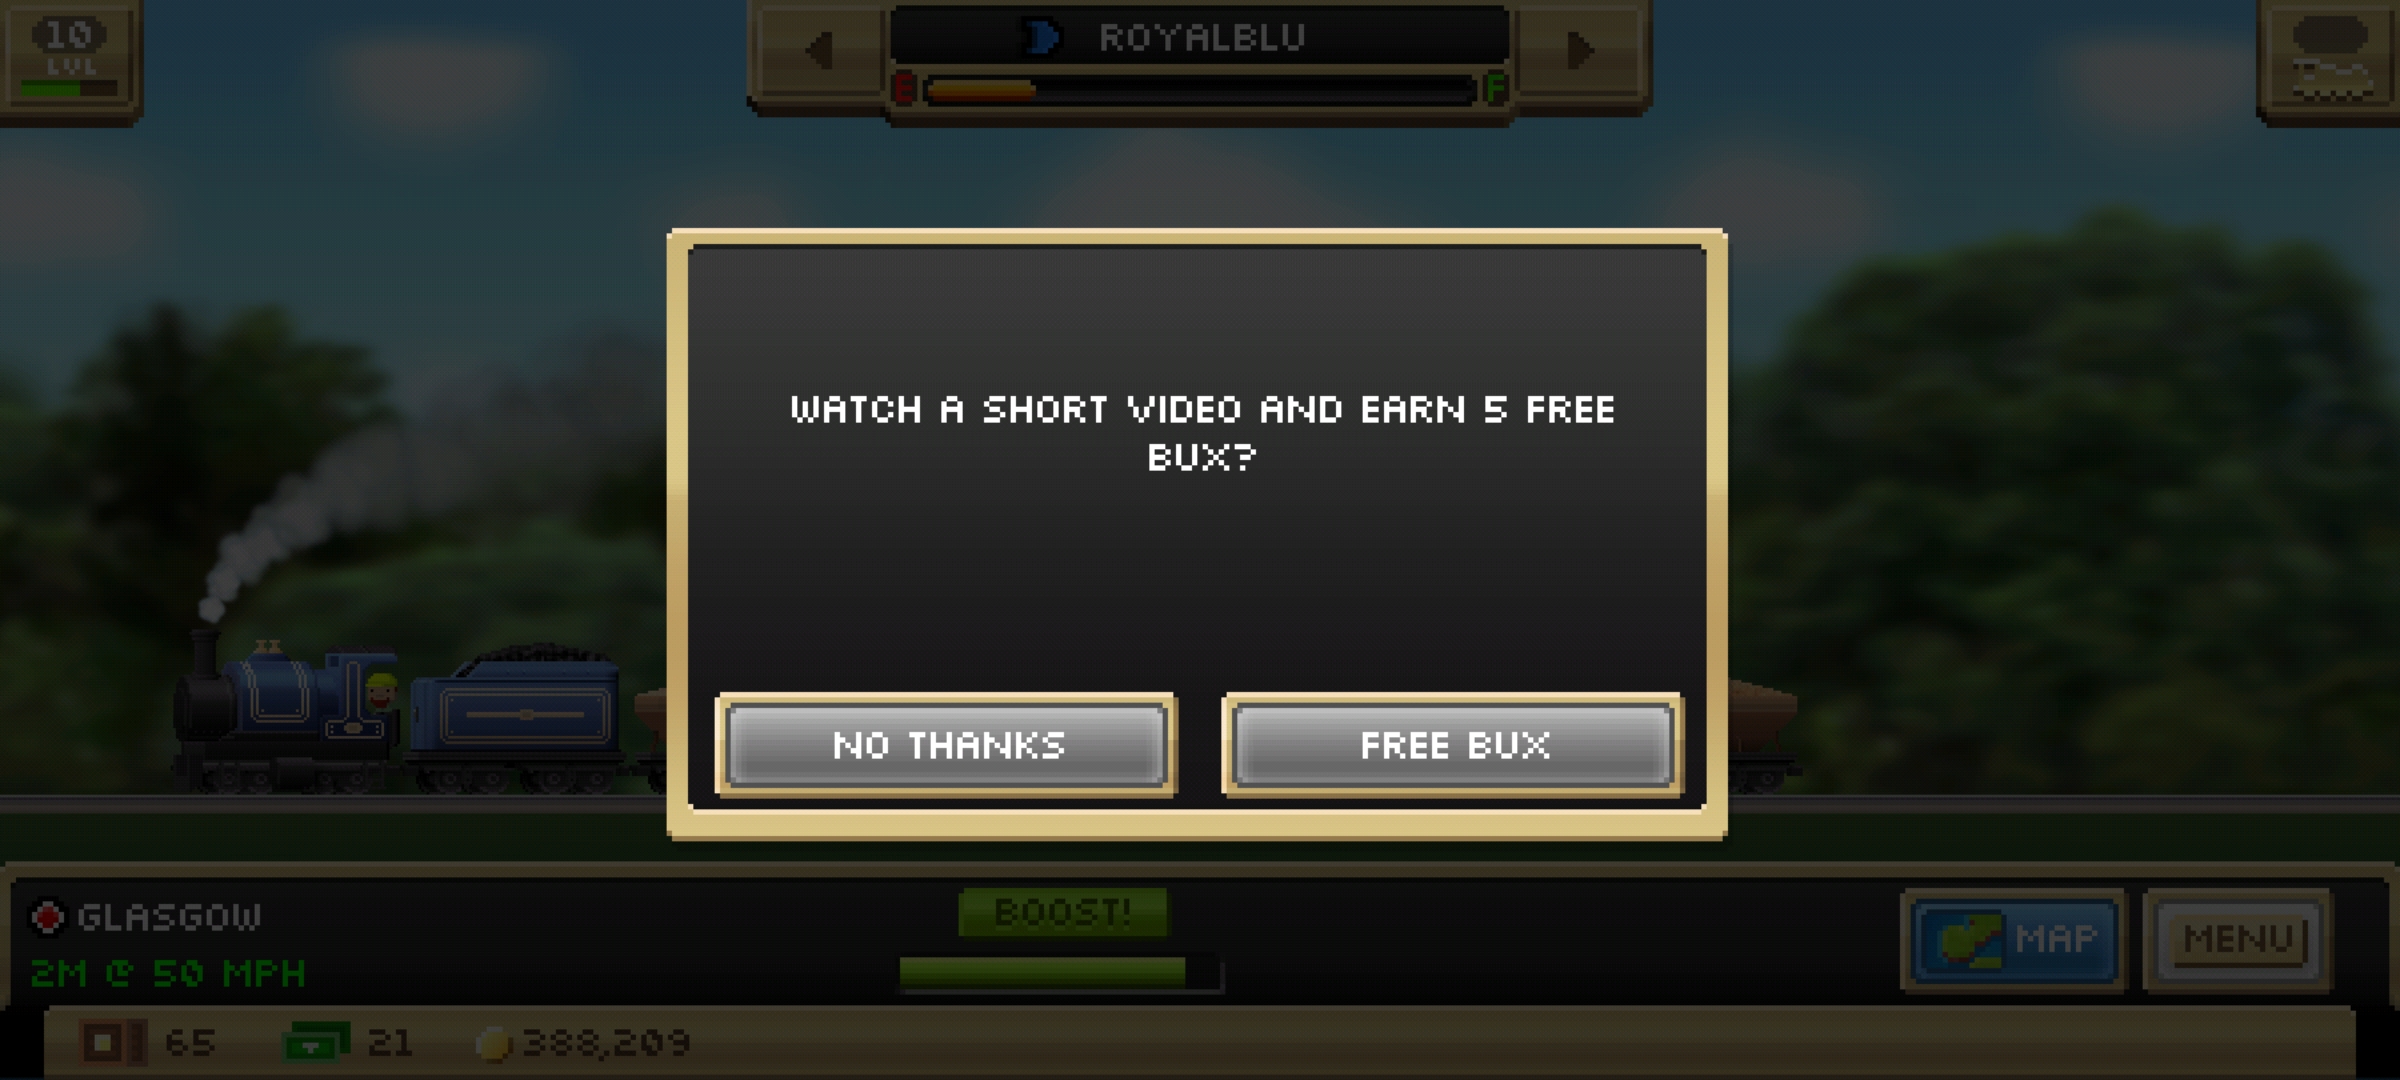 10
LVL
ROYALBLU
E F
WATCH A SHORT VIDEO AND EARN 5 FREE
BUX?
NO THANKS
FREE BUX
GLASGOW
2M @ 50 MPH
BOOST!
MAP
MENU
65
21
388,209